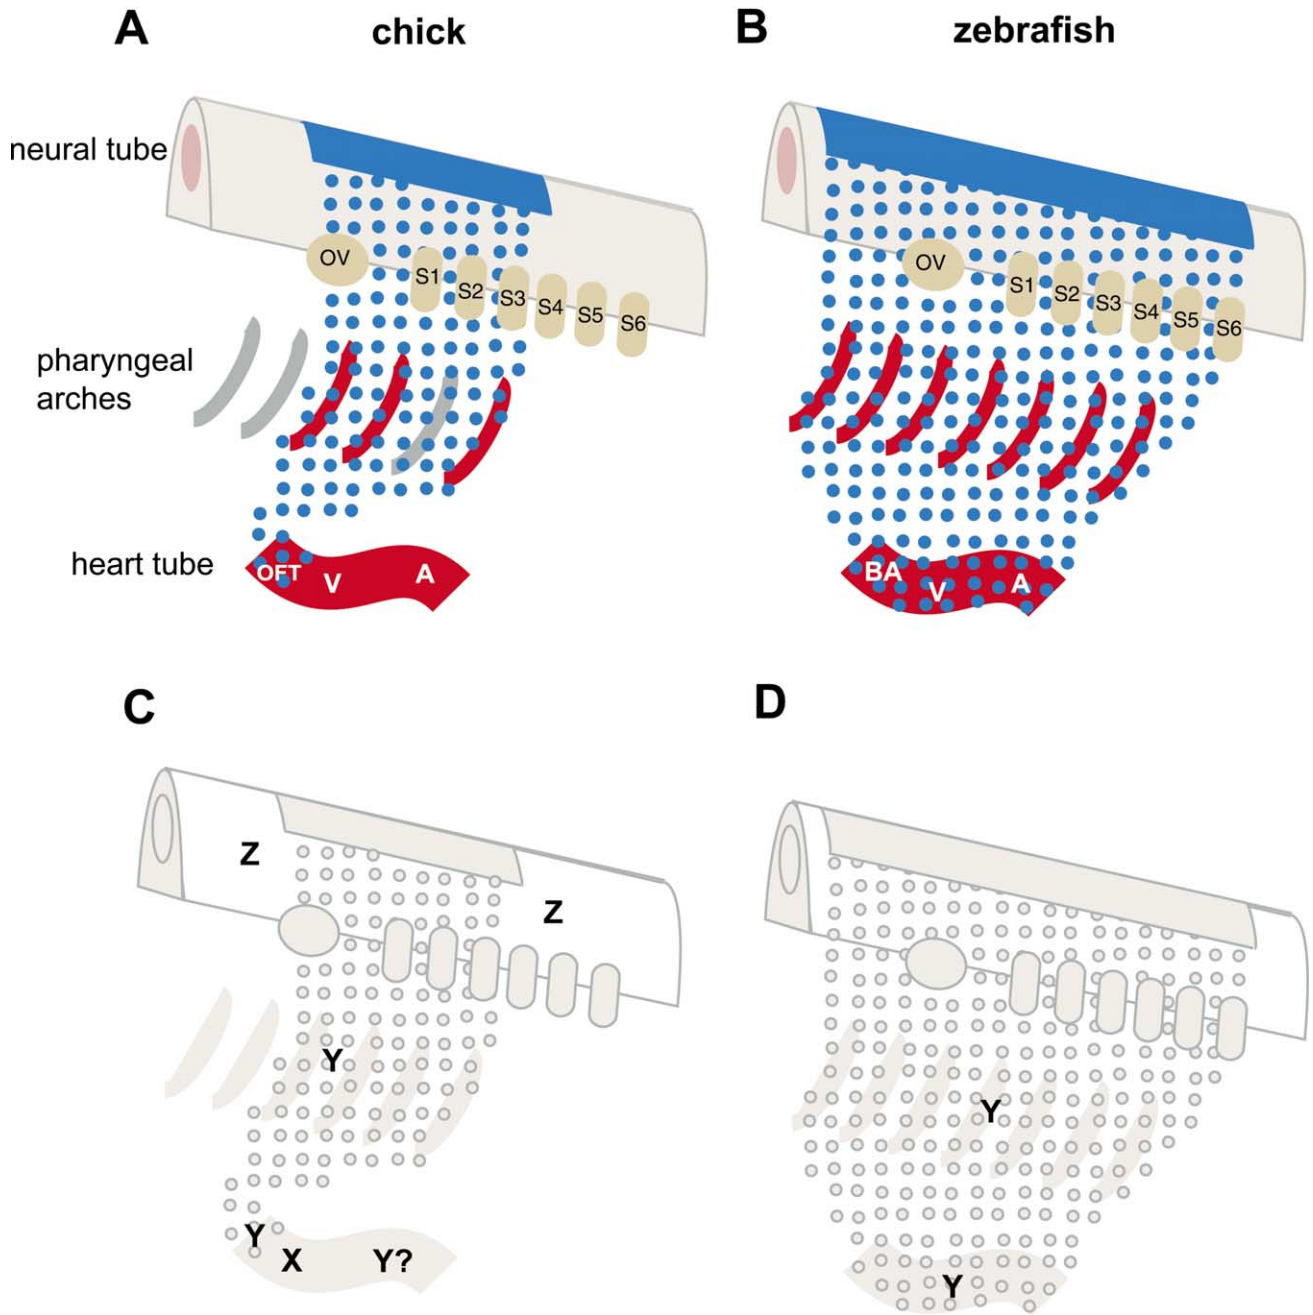 A chick
B zebrafish
neural tube
OV S1 S2 S3 S4 S5 S6
OV S1 S2 S3 S4 S5 S6
pharyngeal
arches
heart tube
OFT V A
BA V A
C
D
Z Z
Y
Y
Y X Y?
Y